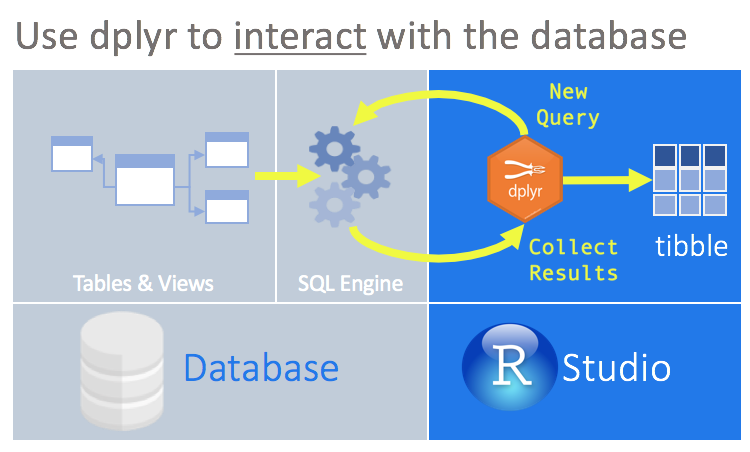 Use dplyr to interact with the database
New
Query
dplyr
Collect
Results
tibble
Tables & Views
SQL Engine
Database
R Studio